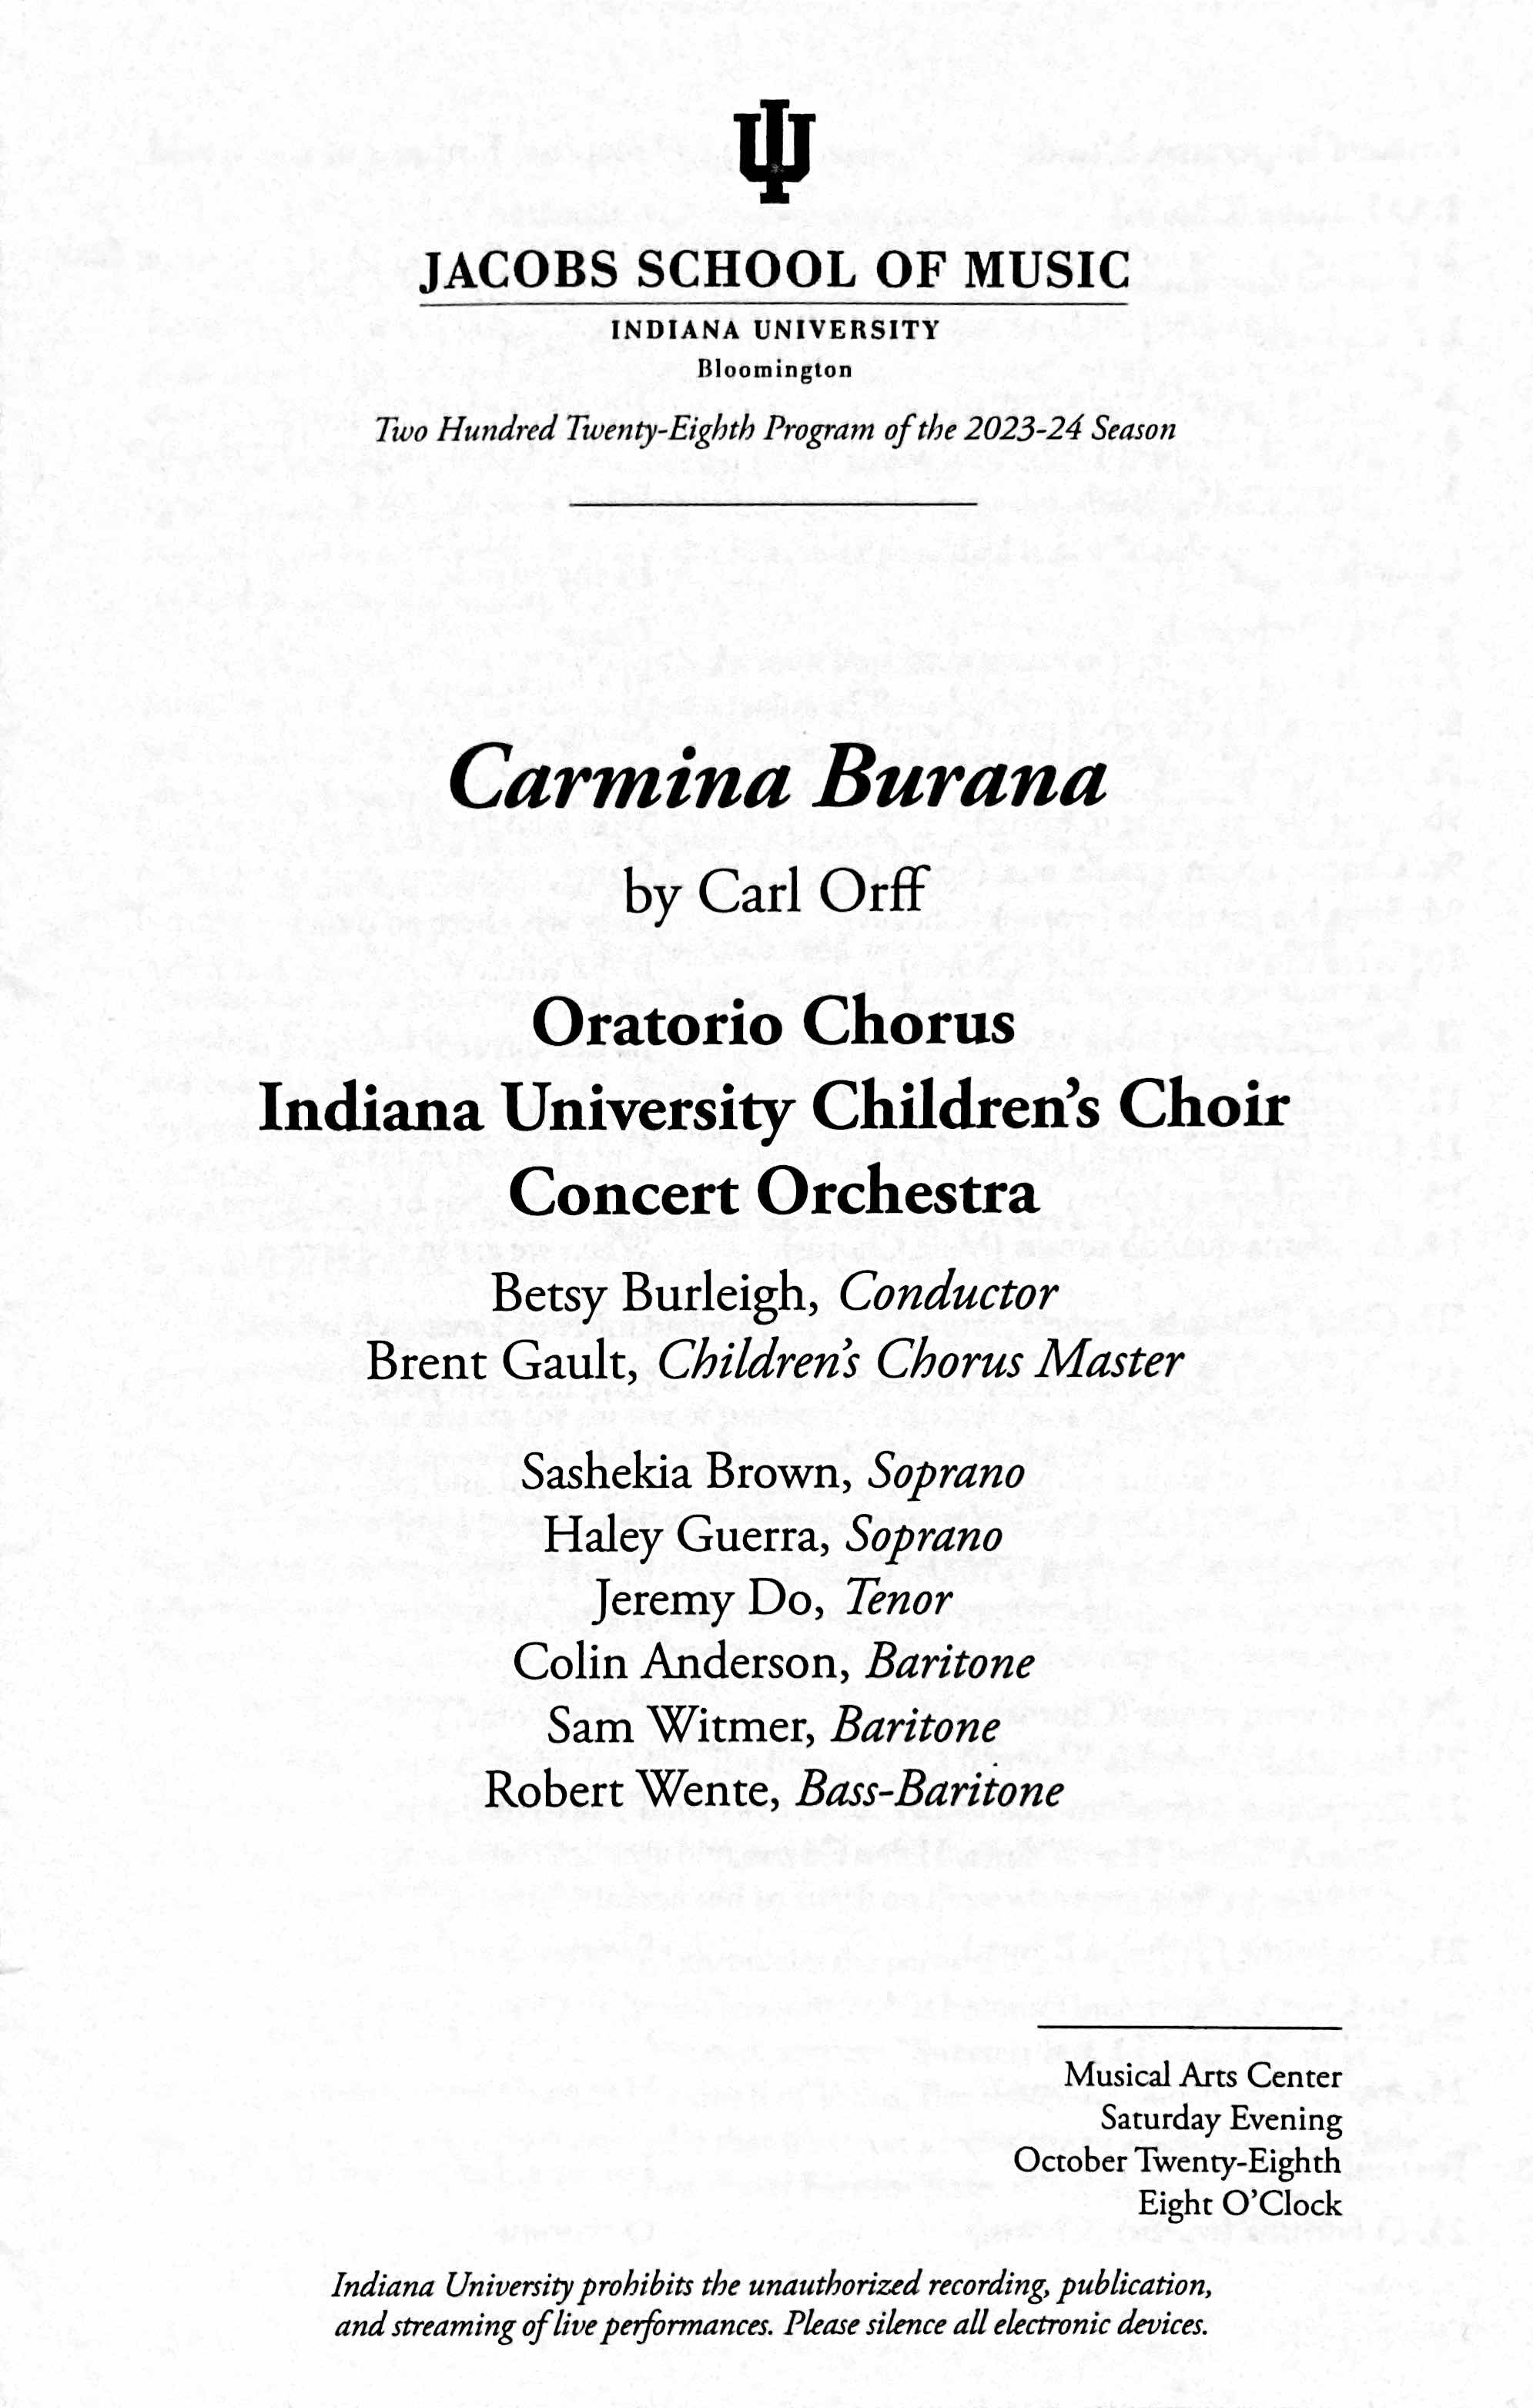 JACOBS SCHOOL OF MUSIC
INDIANA UNIVERSITY
Bloomington
Two Hundred Twenty-Eighth Program of the 2023-24 Season
Carmina Burana
by Carl Orff
Oratorio Chorus
Indiana University Children's Choir
Concert Orchestra
Betsy Burleigh, Conductor
Brent Gault, Children's Chorus Master
Sashekia Brown, Soprano
Haley Guerra, Soprano
Jeremy Do, Tenor
Colin Anderson, Baritone
Sam Witmer, Baritone
Robert Wente, Bass-Baritone
Musical Arts Center
Saturday Evening
October Twenty-Eighth
Eight O'Clock
Indiana University prohibits the unauthorized recording, publication,
and streaming of live performances. Please silence all electronic devices.